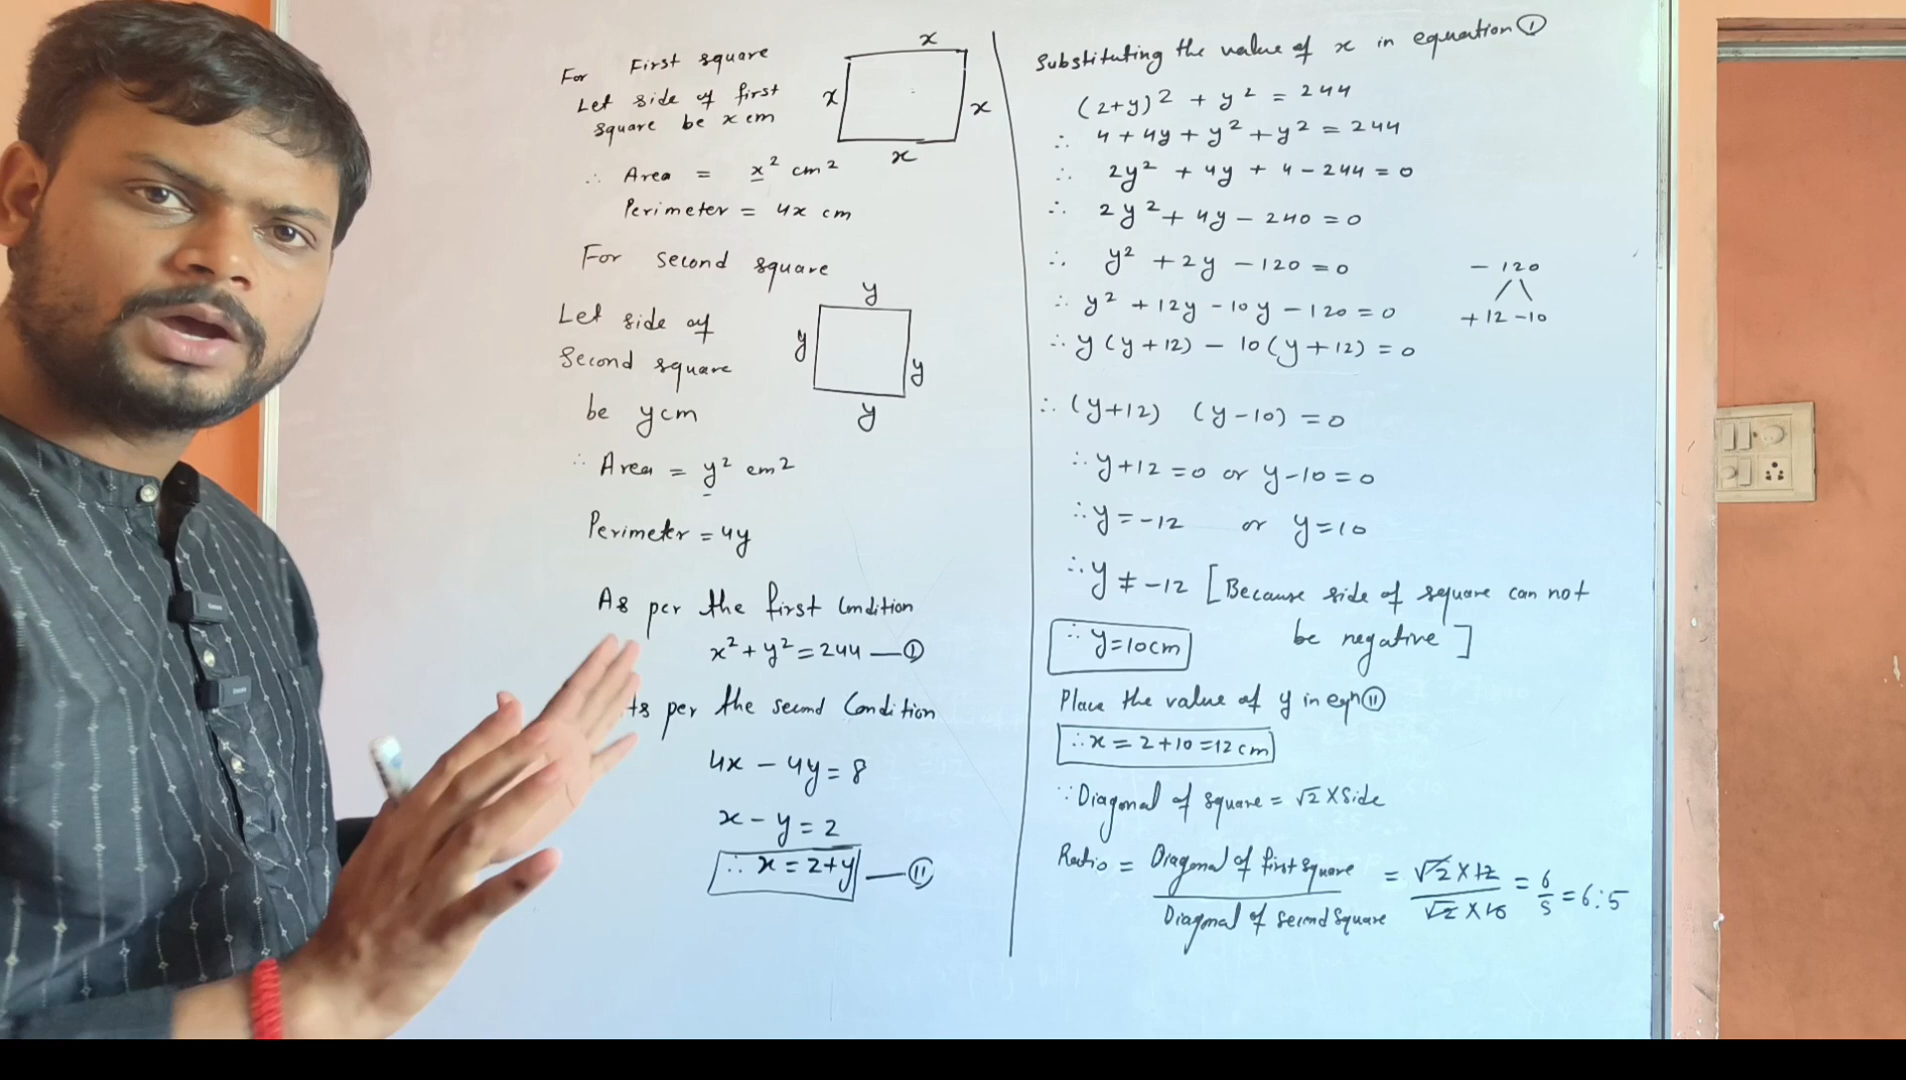 For First square
Let side of first
square be x cm
x
x
x
x
∴ Area = x² cm²
Perimeter = 4x cm
For second square
Let side of
Second square
be y cm
y
y
y
y
∴ Area = y² cm²
Perimeter = 4y
As per the first Condition
x² + y² = 244 — ①
As per the second Condition
4x - 4y = 8
x - y = 2
∴ x = 2+y — ⑪
Substituting the value of x in equation ①
(2+y)² + y² = 244
∴ 4 + 4y + y² + y² = 244
∴ 2y² + 4y + 4 - 244 = 0
∴ 2y² + 4y - 240 = 0
∴ y² + 2y - 120 = 0
∴ y² + 12y - 10y - 120 = 0
- 120
+12 -10
∴ y (y+12) - 10 (y+12) = 0
∴ (y+12) (y-10) = 0
∴ y+12 = 0 or y-10 = 0
∴ y = -12 or y = 10
∴ y ≠ -12 [Because side of square can not
be negative]
∴ y = 10cm
Place the value of y in eqn ⑪
∴ x = 2+10 = 12 cm
∵ Diagonal of square = √2 X Side
Ratio = Diagonal of first square / Diagonal of second square = √2 X 12 / √2 X 10 = 6/5 = 6:5